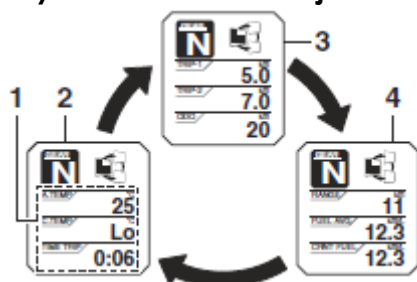 3
N
TRIP-1
5.0
TRIP-2
7.0
ODO
20
1 2
N
A.TEMP
25
C.TEMP
Lo
TIME TRIP
0:06
4
N
RANGE
11
FUEL AVG
12.3
CRNT FUEL
12.3